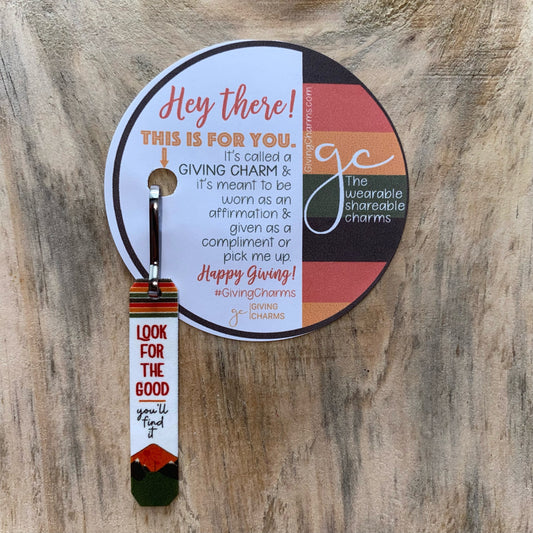 Hey there!
THIS IS FOR YOU.
It's called a
GIVING CHARM &
it's meant to be
worn as an
affirmation &
given as a
compliment or
pick me up.
Happy Giving!
#GivingCharms
gc GIVING
CHARMS
GivingCharms.com
gc
The
wearable
shareable
charms
LOOK
FOR
THE
GOOD
you'll
find
it